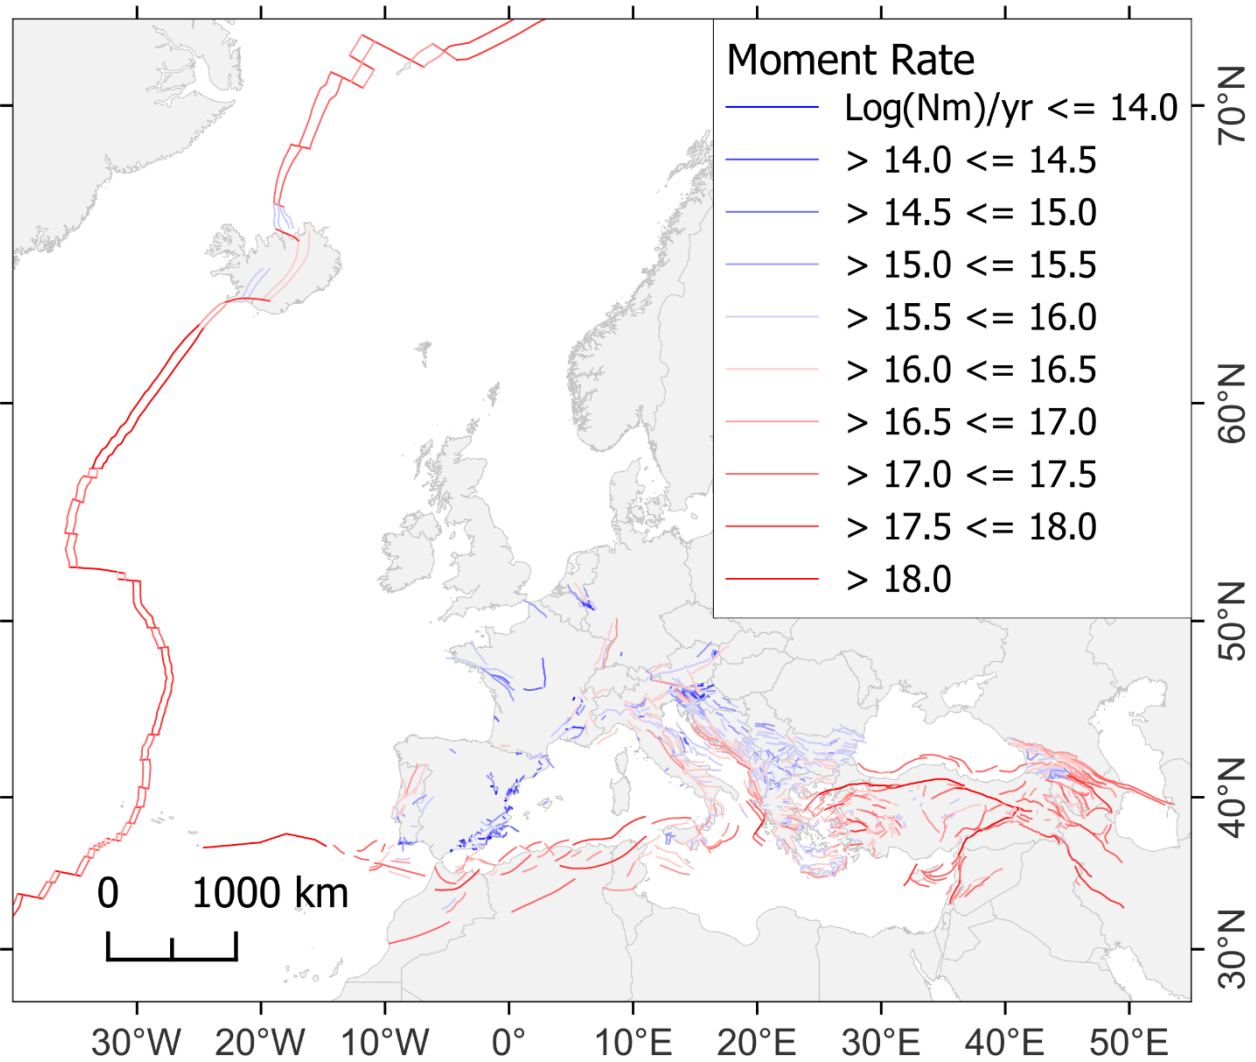 Moment Rate
Log(Nm)/yr <= 14.0
> 14.0 <= 14.5
> 14.5 <= 15.0
> 15.0 <= 15.5
> 15.5 <= 16.0
> 16.0 <= 16.5
> 16.5 <= 17.0
> 17.0 <= 17.5
> 17.5 <= 18.0
> 18.0
70°N
60°N
50°N
40°N
30°N
0 1000 km
30°W 20°W 10°W 0° 10°E 20°E 30°E 40°E 50°E